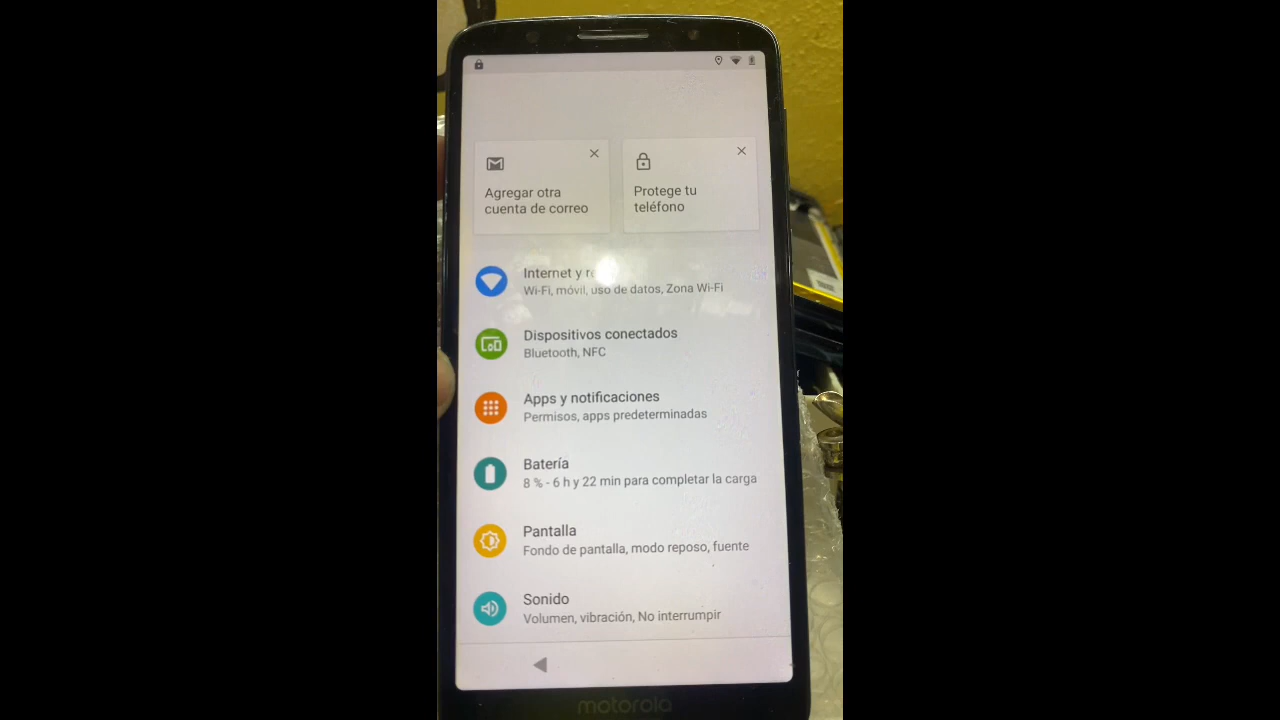 Agregar otra
cuenta de correo
Protege tu
teléfono
Internet y
Wi-Fi, móvil, uso de datos, Zona Wi-Fi
Dispositivos conectados
Bluetooth, NFC
Apps y notificaciones
Permisos, apps predeterminadas
Batería
8 % - 6 h y 22 min para completar la carga
Pantalla
Fondo de pantalla, modo reposo, fuente
Sonido
Volumen, vibración, No interrumpir
motorola